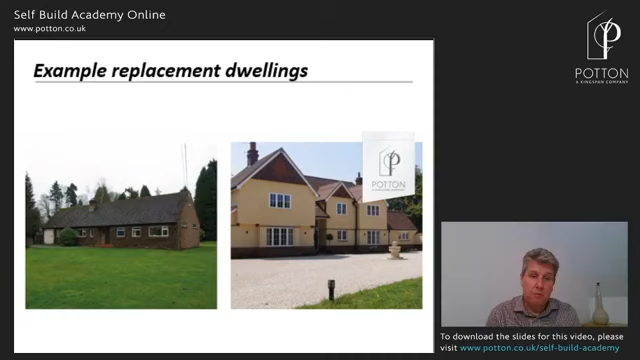 Self Build Academy Online
www.potton.co.uk
Example replacement dwellings
POTTON
POTTON
A KINGSPAN COMPANY
To download the slides for this video, please
visit www.potton.co.uk/self-build-academy